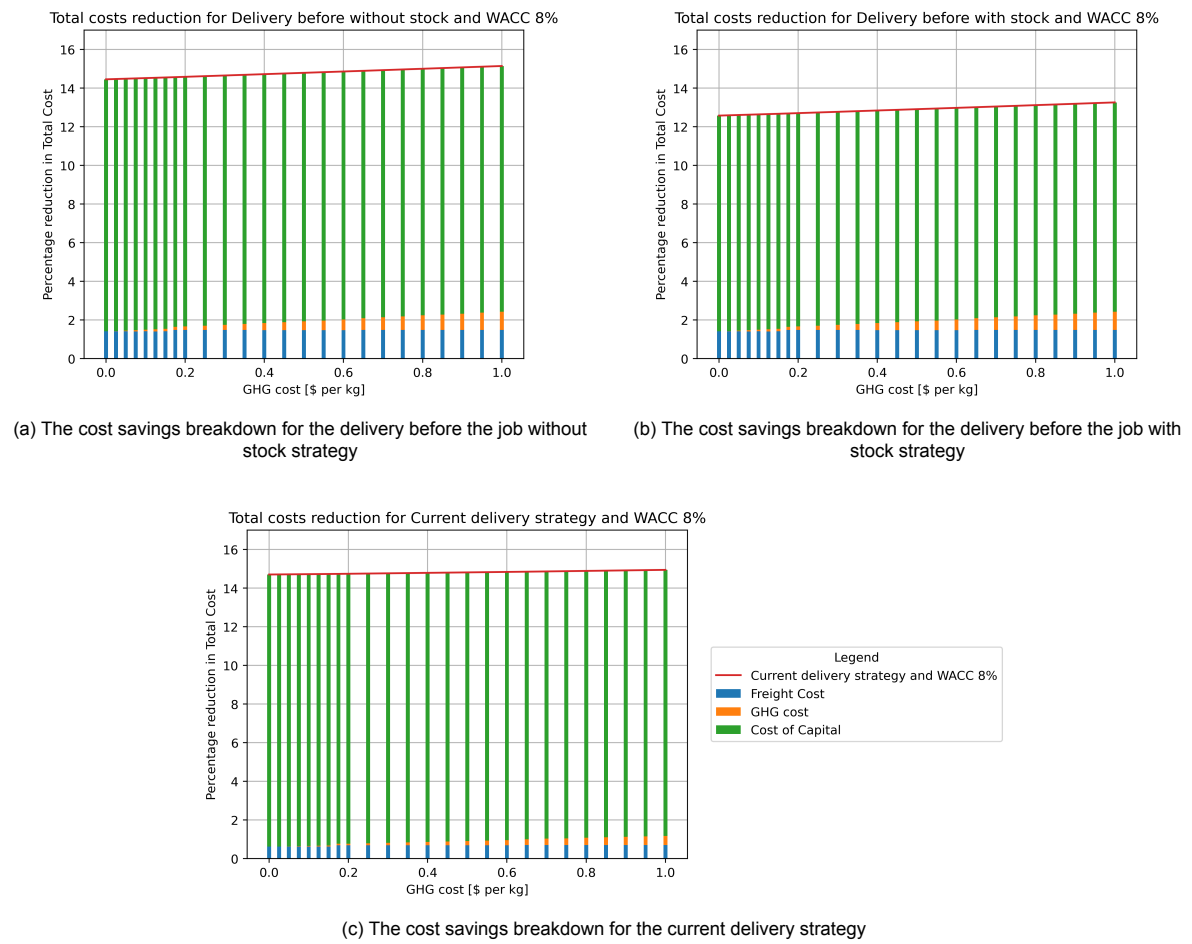 Total costs reduction for Delivery before without stock and WACC 8%
Percentage reduction in Total Cost
16
14
12
10
8
6
4
2
0
0.0 0.2 0.4 0.6 0.8 1.0
GHG cost [$ per kg]
(a) The cost savings breakdown for the delivery before the job without
stock strategy
Total costs reduction for Delivery before with stock and WACC 8%
Percentage reduction in Total Cost
16
14
12
10
8
6
4
2
0
0.0 0.2 0.4 0.6 0.8 1.0
GHG cost [$ per kg]
(b) The cost savings breakdown for the delivery before the job with
stock strategy
Total costs reduction for Current delivery strategy and WACC 8%
Percentage reduction in Total Cost
16
14
12
10
8
6
4
2
0
0.0 0.2 0.4 0.6 0.8 1.0
GHG cost [$ per kg]
Legend
Current delivery strategy and WACC 8%
Freight Cost
GHG cost
Cost of Capital
(c) The cost savings breakdown for the current delivery strategy